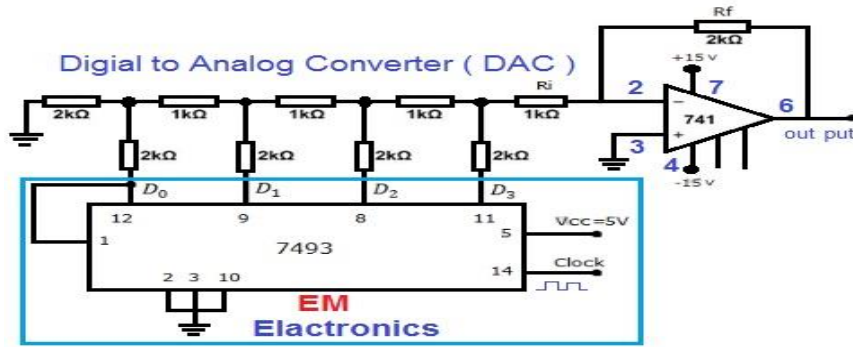 Rf
2kΩ
Digial to Analog Converter ( DAC )
+15 v
Ri
2
7
6
2kΩ
1kΩ
1kΩ
1kΩ
1kΩ
−
741
+
out put
3
4
-15 v
2kΩ
2kΩ
2kΩ
2kΩ
D0
D1
D2
D3
12
9
8
11
1
7493
5
Vcc=5V
14
Clock
2
3
10
EM
Elactronics